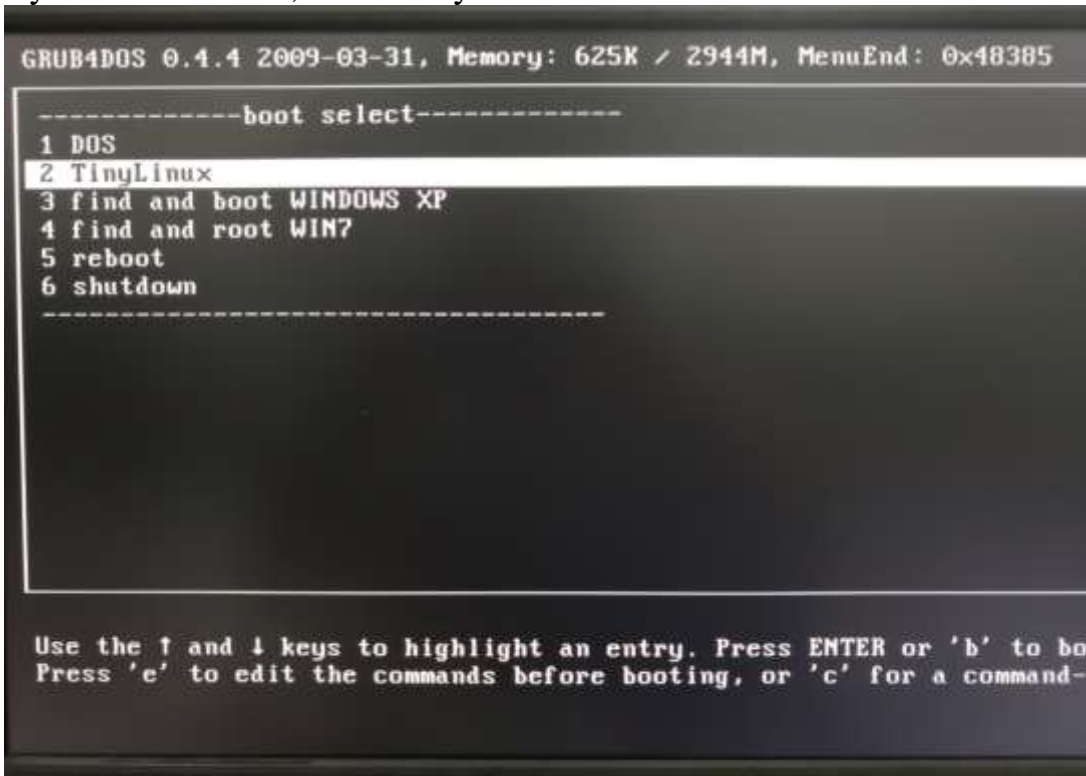 GRUB4DOS 0.4.4 2009-03-31, Memory: 625K / 2944M, MenuEnd: 0x48385
-------------boot select-------------
1 DOS
2 TinyLinux
3 find and boot WINDOWS XP
4 find and root WIN7
5 reboot
6 shutdown
------------------------------------
Use the ↑ and ↓ keys to highlight an entry. Press ENTER or 'b' to bo
Press 'e' to edit the commands before booting, or 'c' for a command-